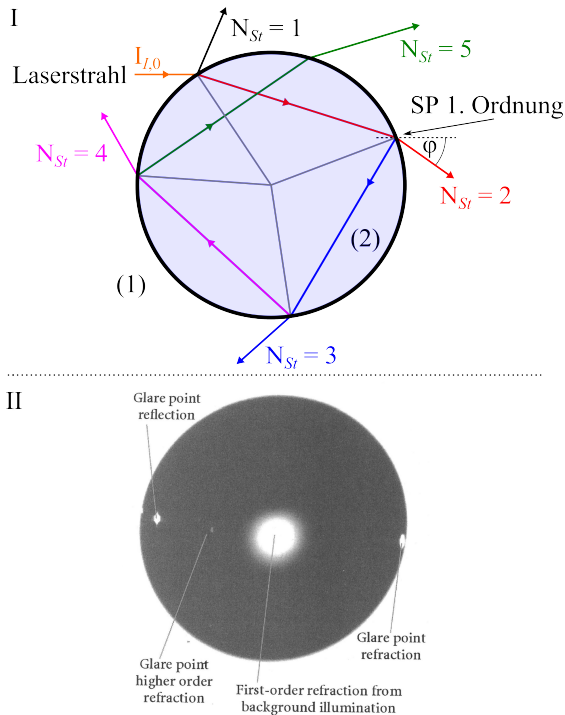 I
N_St = 1
N_St = 5
I_l,0
Laserstrahl
SP 1. Ordnung
φ
N_St = 4
N_St = 2
(2)
(1)
N_St = 3
II
Glare point
reflection
Glare point
refraction
Glare point
higher order
refraction
First-order refraction from
background illumination